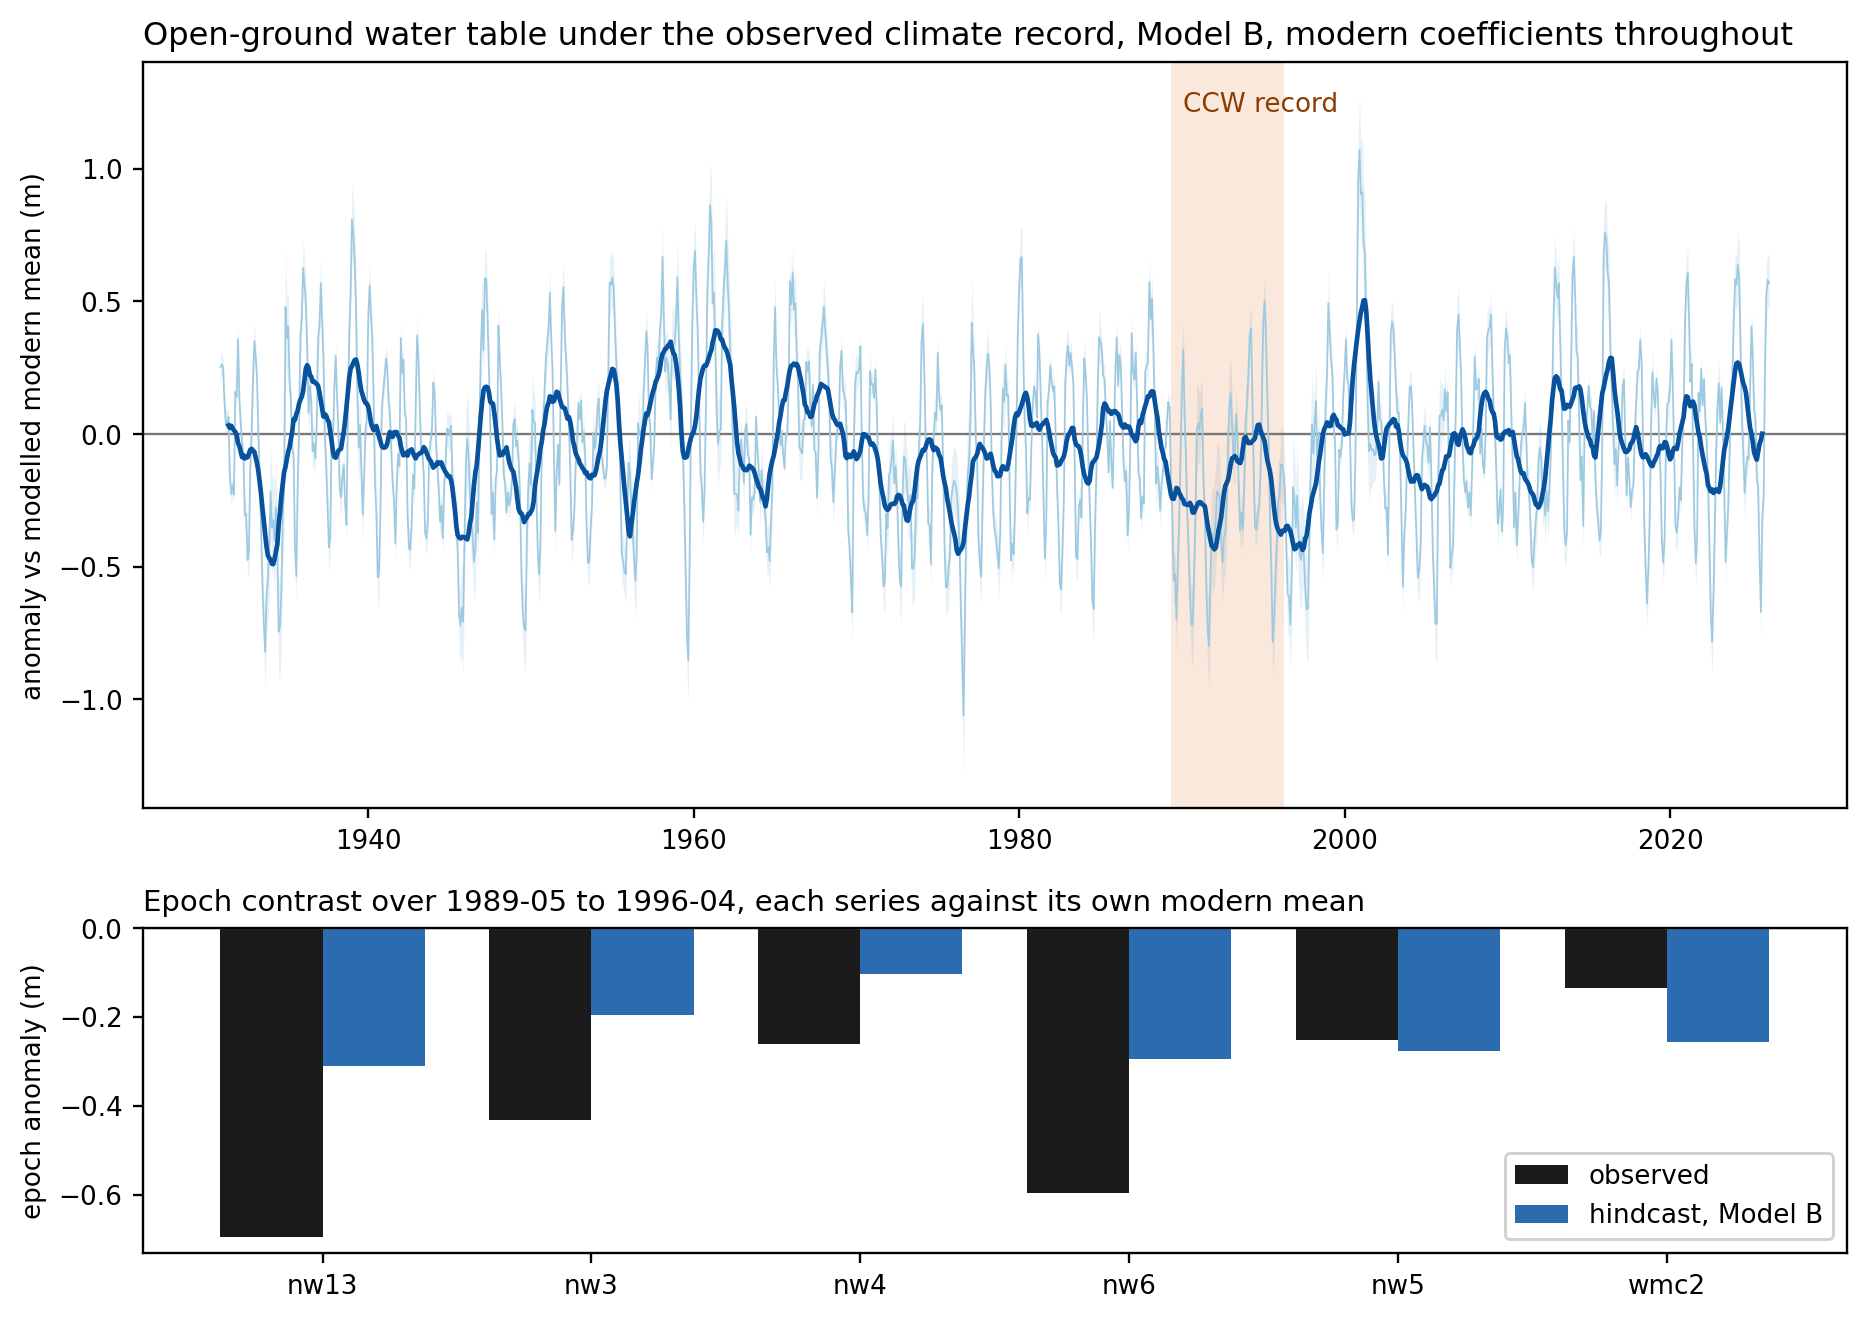 Open-ground water table under the observed climate record, Model B, modern coefficients throughout
CCW record
anomaly vs modelled modern mean (m)
1.0
0.5
0.0
−0.5
−1.0
1940
1960
1980
2000
2020
Epoch contrast over 1989-05 to 1996-04, each series against its own modern mean
epoch anomaly (m)
0.0
−0.2
−0.4
−0.6
observed
hindcast, Model B
nw13
nw3
nw4
nw6
nw5
wmc2